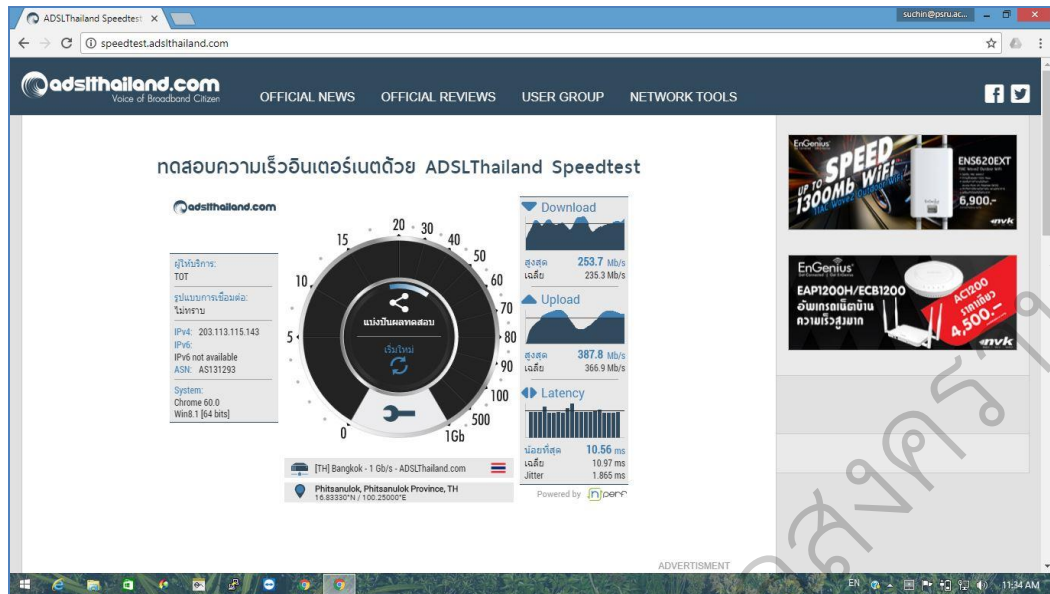 ADSLThailand Speedtest
suchin@psru.ac...
speedtest.adslthailand.com
adslthailand.com
Voice of Broadband Citizen
OFFICIAL NEWS OFFICIAL REVIEWS USER GROUP NETWORK TOOLS
ทดสอบความเร็วอินเตอร์เนตด้วย ADSLThailand Speedtest
adslthailand.com
ผู้ให้บริการ:
TOT
รูปแบบการเชื่อมต่อ:
ไม่ทราบ
IPv4: 203.113.115.143
IPv6:
IPv6 not available
ASN: AS131293
System:
Chrome 60.0
Win8.1 [64 bits]
0
5
10
15
20
30
40
50
60
70
80
90
100
500
1Gb
แบ่งปันผลทดสอบ
เริ่มใหม่
Download
สูงสุด 253.7 Mb/s
เฉลี่ย 235.3 Mb/s
Upload
สูงสุด 387.8 Mb/s
เฉลี่ย 366.9 Mb/s
Latency
น้อยที่สุด 10.56 ms
เฉลี่ย 10.97 ms
Jitter 1.865 ms
Powered by nperf
[TH] Bangkok - 1 Gb/s - ADSLThailand.com
Phitsanulok, Phitsanulok Province, TH
16.83330°N / 100.25000°E
EnGenius
SPEED
UP TO 1300Mb WiFi
11AC Wave2 Outdoor WiFi
ENS620EXT
6,900.-
nvk
EnGenius
EAP1200H/ECB1200
อัพเกรดเน็ตบ้าน
ความเร็วสูงมาก
AC1200
ราคาเดียว
4,500.-
nvk
ADVERTISMENT
EN
11:34 AM